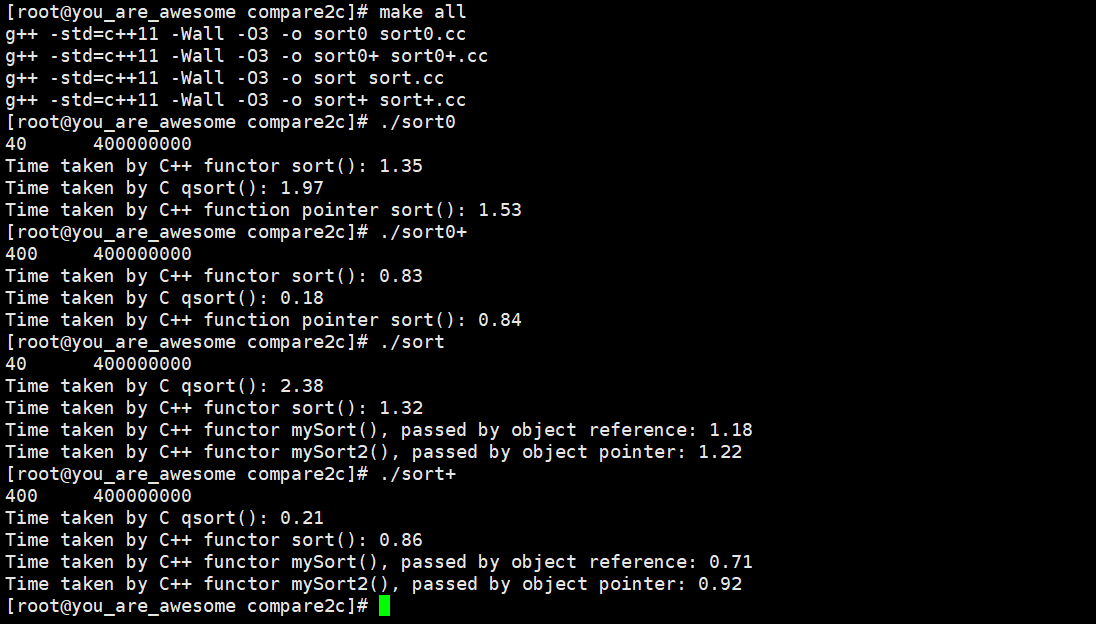 [root@you_are_awesome compare2c]# make all
g++ -std=c++11 -Wall -O3 -o sort0 sort0.cc
g++ -std=c++11 -Wall -O3 -o sort0+ sort0+.cc
g++ -std=c++11 -Wall -O3 -o sort sort.cc
g++ -std=c++11 -Wall -O3 -o sort+ sort+.cc
[root@you_are_awesome compare2c]# ./sort0
40      400000000
Time taken by C++ functor sort(): 1.35
Time taken by C qsort(): 1.97
Time taken by C++ function pointer sort(): 1.53
[root@you_are_awesome compare2c]# ./sort0+
400     400000000
Time taken by C++ functor sort(): 0.83
Time taken by C qsort(): 0.18
Time taken by C++ function pointer sort(): 0.84
[root@you_are_awesome compare2c]# ./sort
40      400000000
Time taken by C qsort(): 2.38
Time taken by C++ functor sort(): 1.32
Time taken by C++ functor mySort(), passed by object reference: 1.18
Time taken by C++ functor mySort2(), passed by object pointer: 1.22
[root@you_are_awesome compare2c]# ./sort+
400     400000000
Time taken by C qsort(): 0.21
Time taken by C++ functor sort(): 0.86
Time taken by C++ functor mySort(), passed by object reference: 0.71
Time taken by C++ functor mySort2(), passed by object pointer: 0.92
[root@you_are_awesome compare2c]#